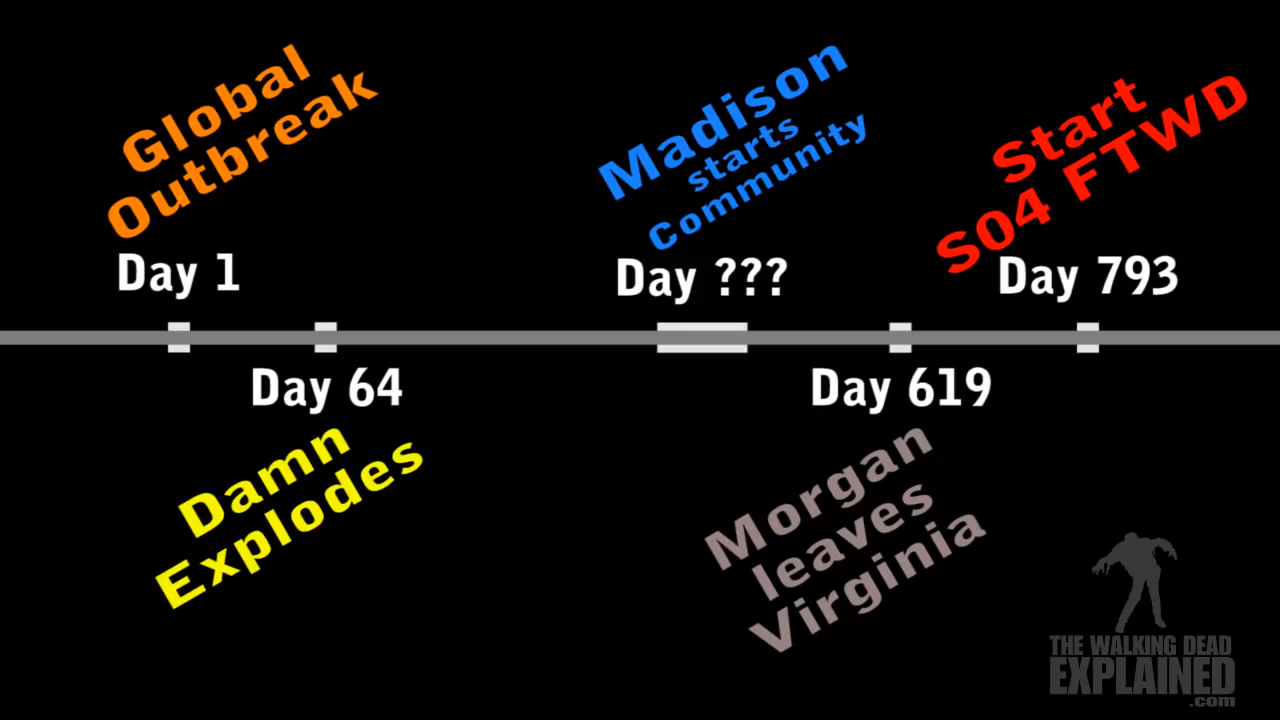 Global
Outbreak
Day 1
Madison
starts
Community
Day ???
Start
S04 FTWD
Day 793
Day 64
Damn
Explodes
Day 619
Morgan
leaves
Virginia
THE WALKING DEAD
EXPLAINED
.com